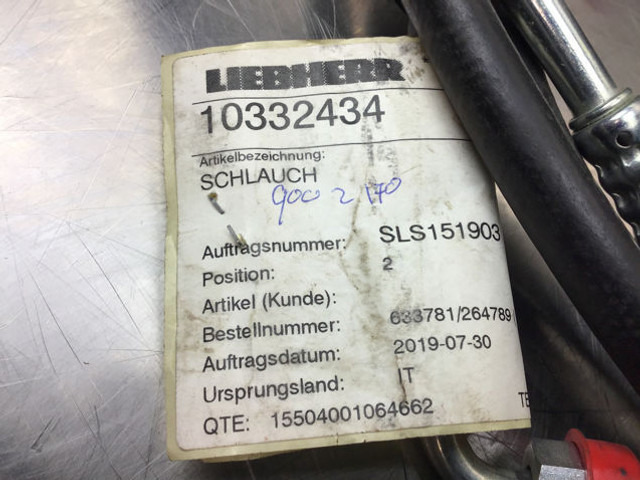 LIEBHERR
10332434
Artikelbezeichnung:
SCHLAUCH
900 2 170
Auftragsnummer: SLS151903
Position: 2
Artikel (Kunde):
Bestellnummer: 633781/264789
Auftragsdatum: 2019-07-30
Ursprungsland: IT
QTE: 15504001064662
TE